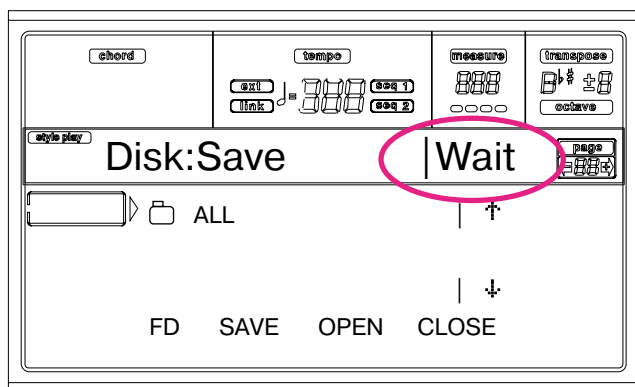 chord tempo measure transpose
ext seq 1
link seq 2
octave
style play Disk:Save |Wait page
ALL
FD SAVE OPEN CLOSE